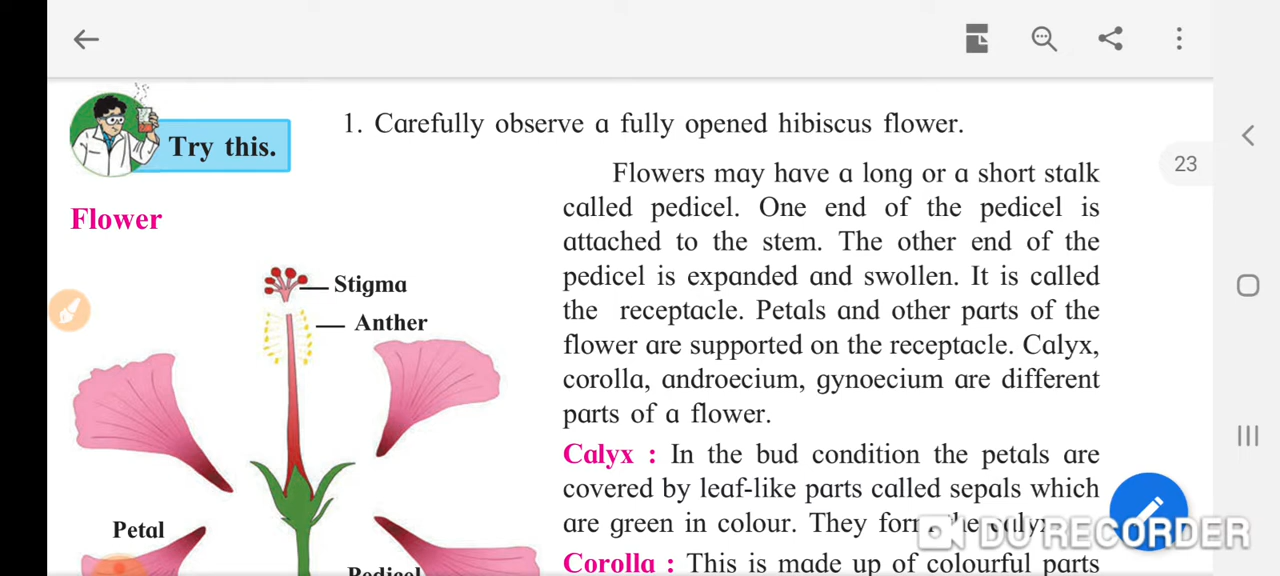 23
Try this.
1. Carefully observe a fully opened hibiscus flower.
Flower
Stigma
Anther
Petal
Pedicel
Flowers may have a long or a short stalk
called pedicel. One end of the pedicel is
attached to the stem. The other end of the
pedicel is expanded and swollen. It is called
the receptacle. Petals and other parts of the
flower are supported on the receptacle. Calyx,
corolla, androecium, gynoecium are different
parts of a flower.
Calyx : In the bud condition the petals are
covered by leaf-like parts called sepals which
are green in colour. They form the calyx.
Corolla : This is made up of colourful parts
DU RECORDER